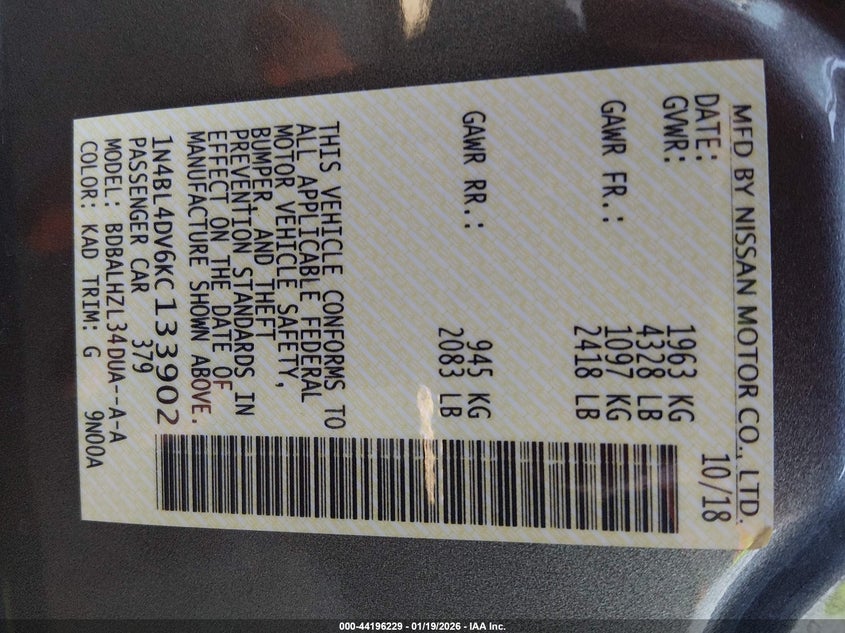 MFD BY NISSAN MOTOR CO., LTD.
DATE: 10/18
GVWR: 1963 KG
4328 LB
GAWR FR.: 1097 KG
2418 LB
GAWR RR.: 945 KG
2083 LB
THIS VEHICLE CONFORMS TO
ALL APPLICABLE FEDERAL
MOTOR VEHICLE SAFETY,
BUMPER, AND THEFT
PREVENTION STANDARDS IN
EFFECT ON THE DATE OF
MANUFACTURE SHOWN ABOVE.
1N4BL4DV6KC133902
PASSENGER CAR 379
MODEL: BDBALHZL34DUA--A-A
COLOR: KAD TRIM: G 9N00A
000-44196229 - 01/19/2026 - IAA Inc.